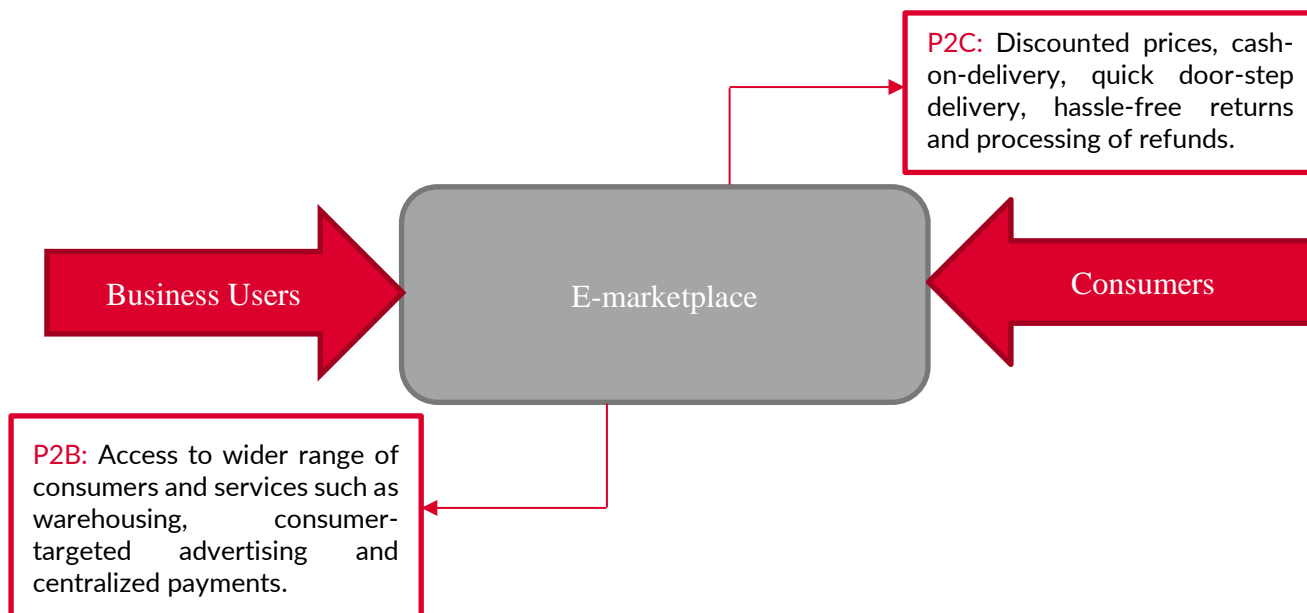 P2C: Discounted prices, cash-
on-delivery, quick door-step
delivery, hassle-free returns
and processing of refunds.
Business Users
E-marketplace
Consumers
P2B: Access to wider range of
consumers and services such as
warehousing, consumer-
targeted advertising and
centralized payments.